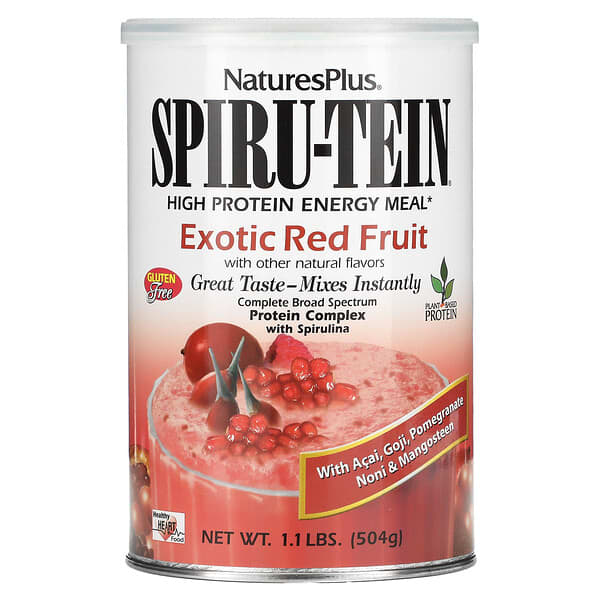 NaturesPlus®
SPIRU-TEIN®
HIGH PROTEIN ENERGY MEAL*
Exotic Red Fruit
with other natural flavors
GLUTEN
Free
Great Taste–Mixes Instantly
Complete Broad Spectrum
Protein Complex
with Spirulina
PLANT-BASED
PROTEIN
With Açai, Goji, Pomegranate
Noni & Mangosteen
Healthy
HEART
Food
NET WT. 1.1 LBS. (504g)